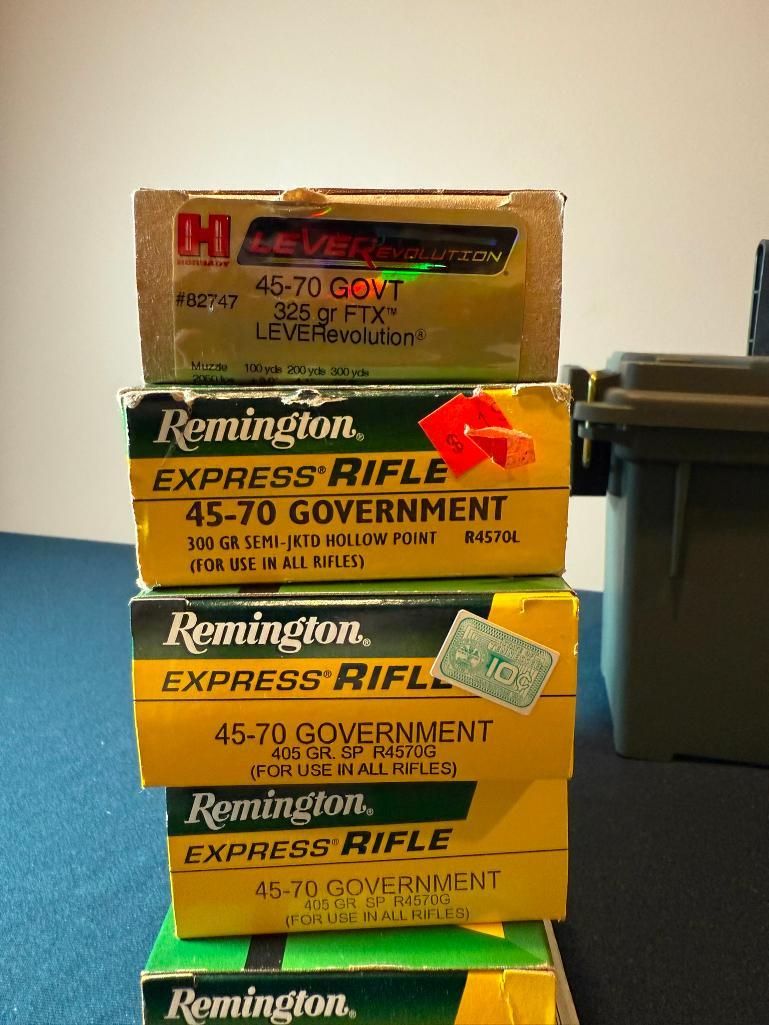 H
HORNADY
LEVERevolution
45-70 GOVT
#82747
325 gr FTX™
LEVERevolution®
Muzzle 100 yds 200 yds 300 yds
Remington®
EXPRESS® RIFLE
45-70 GOVERNMENT
300 GR SEMI-JKTD HOLLOW POINT R4570L
(FOR USE IN ALL RIFLES)
69
Remington®
EXPRESS® RIFLE
10¢
45-70 GOVERNMENT
405 GR. SP R4570G
(FOR USE IN ALL RIFLES)
Remington®
EXPRESS® RIFLE
45-70 GOVERNMENT
405 GR SP R4570G
(FOR USE IN ALL RIFLES)
Remington®